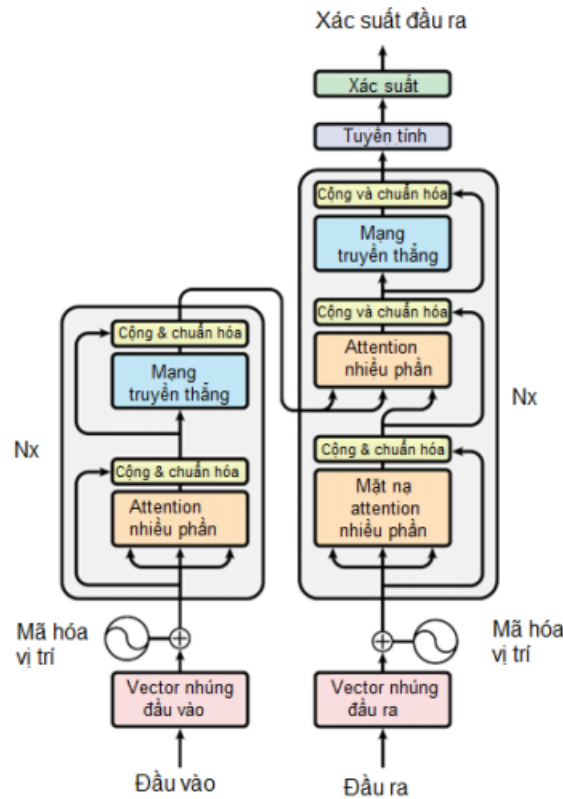 Xác suất đầu ra
Xác suất
Tuyến tính
Cộng và chuẩn hóa
Mạng
truyền thẳng
Cộng và chuẩn hóa
Attention
nhiều phần
Nx
Cộng & chuẩn hóa
Mặt nạ
attention
nhiều phần
Cộng & chuẩn hóa
Mạng
truyền thẳng
Nx
Cộng & chuẩn hóa
Attention
nhiều phần
Mã hóa
vị trí
Mã hóa
vị trí
Vector nhúng
đầu vào
Vector nhúng
đầu ra
Đầu vào
Đầu ra